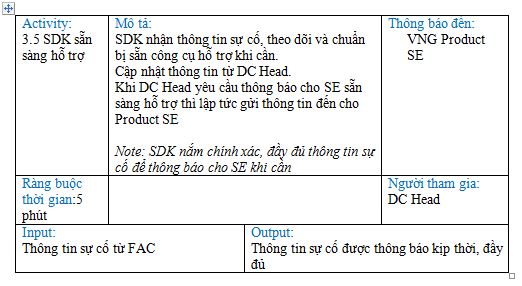 Activity:
3.5 SDK sẵn
sàng hỗ trợ
Mô tả:
SDK nhận thông tin sự cố, theo dõi và chuẩn
bị sẵn công cụ hỗ trợ khi cần.
Cập nhật thông tin từ DC Head.
Khi DC Head yêu cầu thông báo cho SE sẵn
sàng hỗ trợ thì lập tức gửi thông tin đến cho
Product SE
Note: SDK nắm chính xác, đầy đủ thông tin sự
cố để thông báo cho SE khi cần
Thông báo đến:
VNG Product
SE
Ràng buộc
thời gian:5
phút
Người tham gia:
DC Head
Input:
Thông tin sự cố từ FAC
Output:
Thông tin sự cố được thông báo kịp thời, đầy
đủ